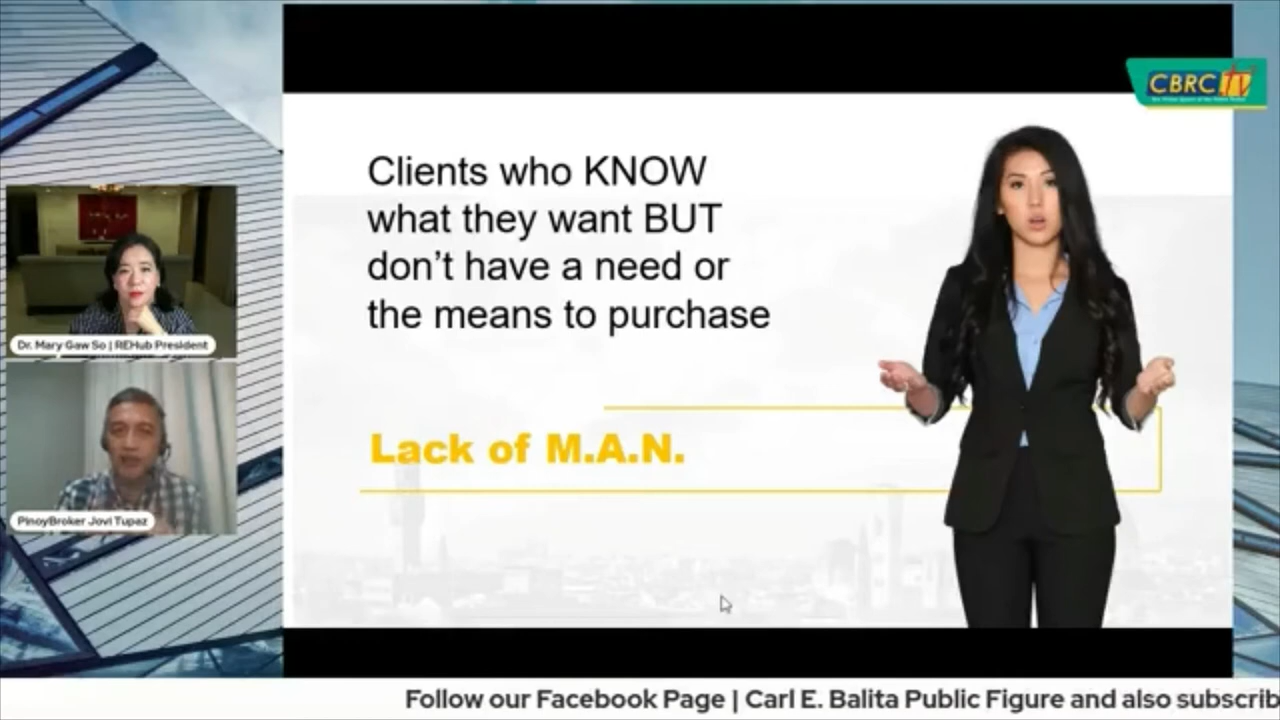 CBRC tv
Clients who KNOW
what they want BUT
don't have a need or
the means to purchase
Dr. Mary Gaw So | REHub President
Lack of M.A.N.
PinoyBroker Jovi Tupaz
Follow our Facebook Page | Carl E. Balita Public Figure and also subscrib